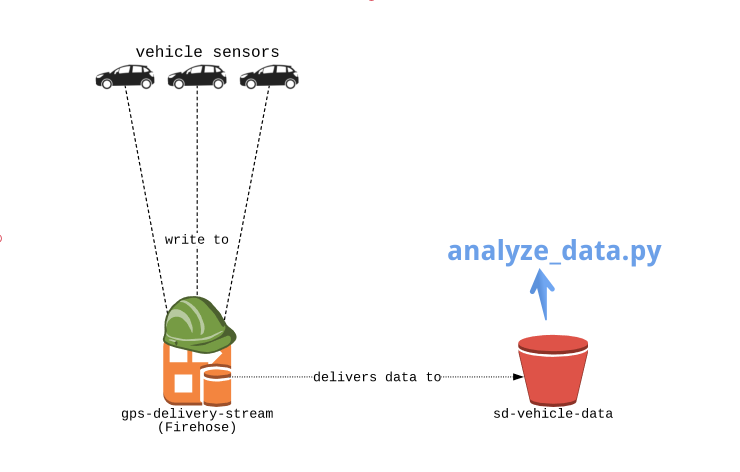 vehicle sensors
write to
analyze_data.py
delivers data to
gps-delivery-stream
(Firehose)
sd-vehicle-data